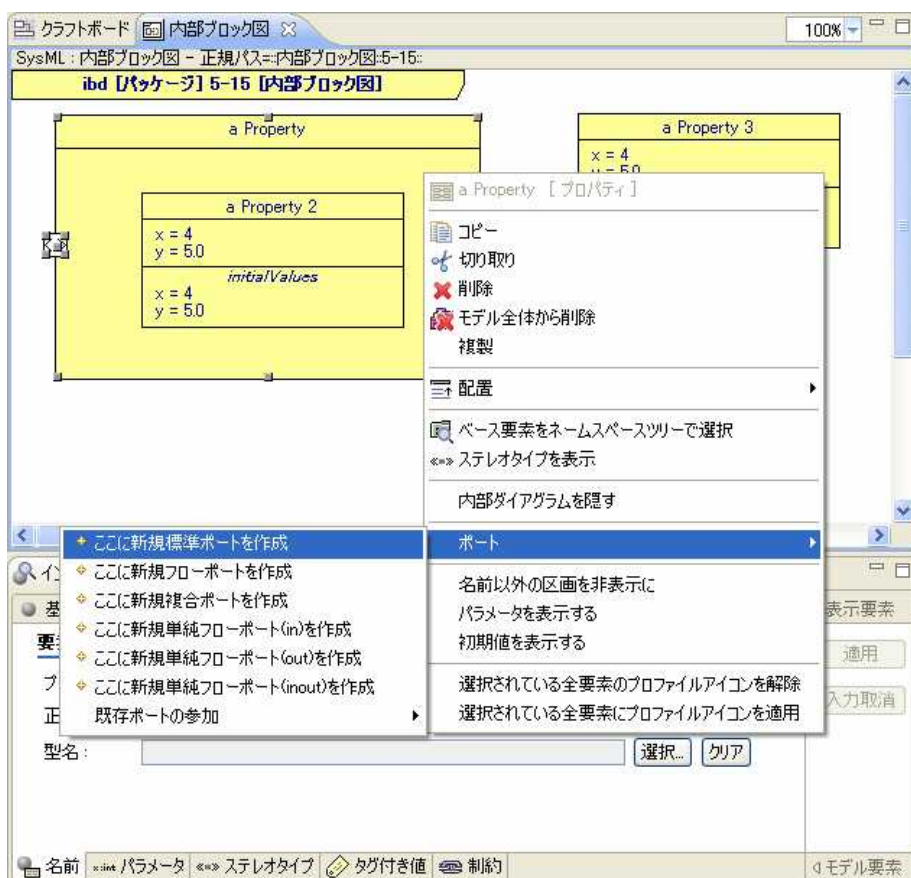 クラフトボード 内部ブロック図 100%
SysML : 内部ブロック図 - 正規パス=::内部ブロック図::5-15::
ibd [パッケージ] 5-15 [内部ブロック図]
a Property
a Property 3
x = 4
y = 5.0
a Property 2
x = 4
y = 5.0
initialValues
x = 4
y = 5.0
a Property [ プロパティ ]
コピー
切り取り
削除
モデル全体から削除
複製
配置
ベース要素をネームスペースツリーで選択
«=» ステレオタイプを表示
内部ダイアグラムを隠す
ポート
名前以外の区画を非表示に
パラメータを表示する
初期値を表示する
選択されている全要素のプロファイルアイコンを解除
選択されている全要素にプロファイルアイコンを適用
ここに新規標準ポートを作成
ここに新規フローポートを作成
ここに新規複合ポートを作成
ここに新規単純フローポート(in)を作成
ここに新規単純フローポート(out)を作成
ここに新規単純フローポート(inout)を作成
既存ポートの参加
表示要素
適用
入力取消
型名 :
選択... クリア
名前 x:int パラメータ «=» ステレオタイプ タグ付き値 制約
モデル要素